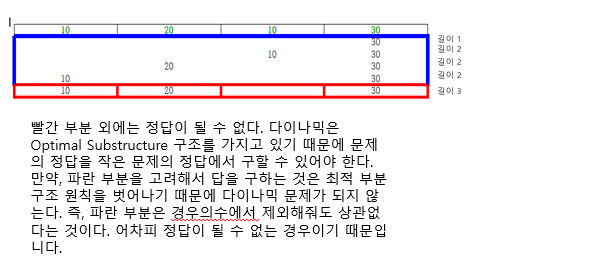 10 20 10 30
30 길이 1
10 30 길이 2
20 30 길이 2
10 30 길이 2
10 20 30 길이 3
빨간 부분 외에는 정답이 될 수 없다. 다이나믹은
Optimal Substructure 구조를 가지고 있기 때문에 문제
의 정답을 작은 문제의 정답에서 구할 수 있어야 한다.
만약, 파란 부분을 고려해서 답을 구하는 것은 최적 부분
구조 원칙을 벗어나기 때문에 다이나믹 문제가 되지 않
는다. 즉, 파란 부분은 경우의수에서 제외해줘도 상관없
다는 것이다. 어차피 정답이 될 수 없는 경우이기 때문입
니다.